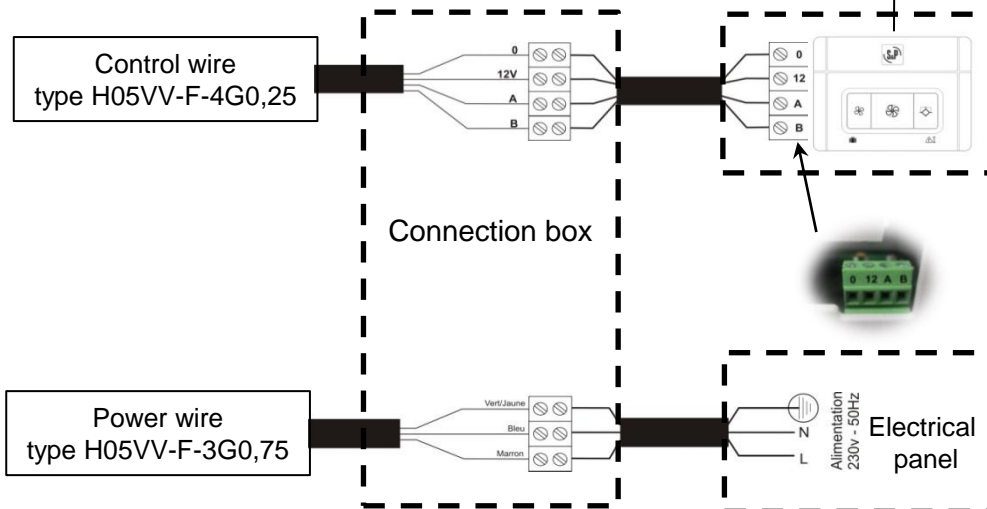 Control wire
type H05VV-F-4G0,25
0
12V
A
B
0
12
A
B
S&P
Connection box
0 12 A B
Power wire
type H05VV-F-3G0,75
Vert/Jaune
Bleu
Marron
N
L
Alimentation
230v - 50Hz
Electrical
panel